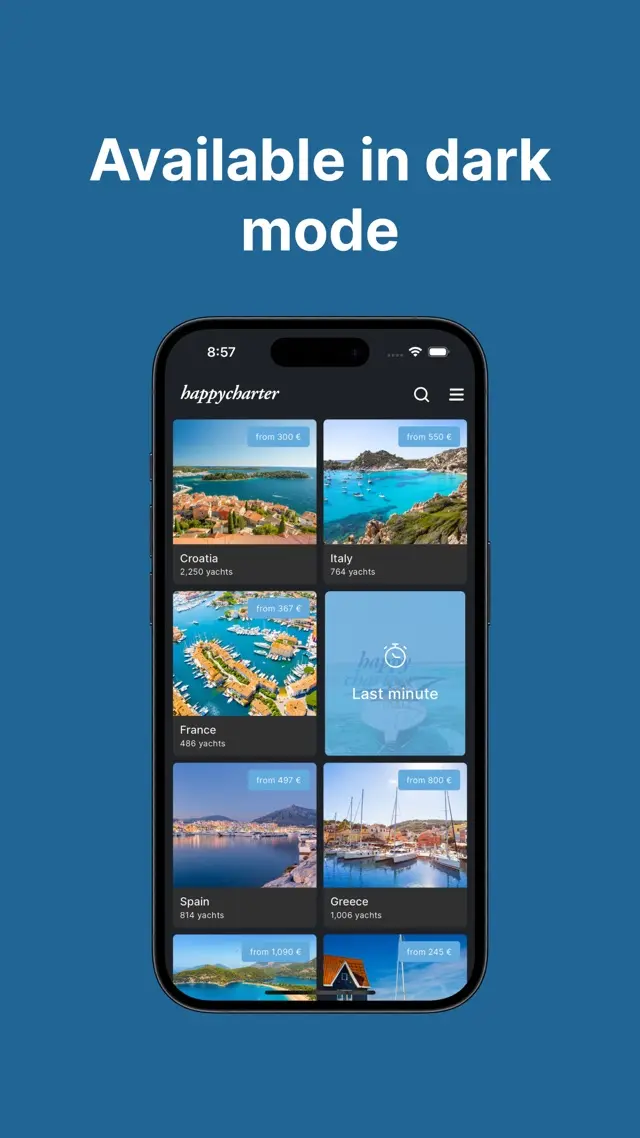 Available in dark
mode
8:57
happycharter
from 300 €
from 550 €
Croatia
2,250 yachts
Italy
764 yachts
from 367 €
happy
charter
Last minute
France
486 yachts
from 497 €
from 800 €
Spain
814 yachts
Greece
1,006 yachts
from 1,090 €
from 245 €